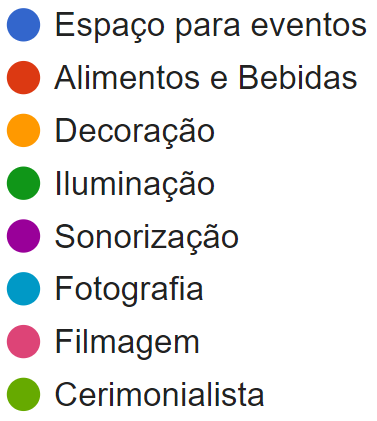 Espaço para eventos
Alimentos e Bebidas
Decoração
Iluminação
Sonorização
Fotografia
Filmagem
Cerimonialista